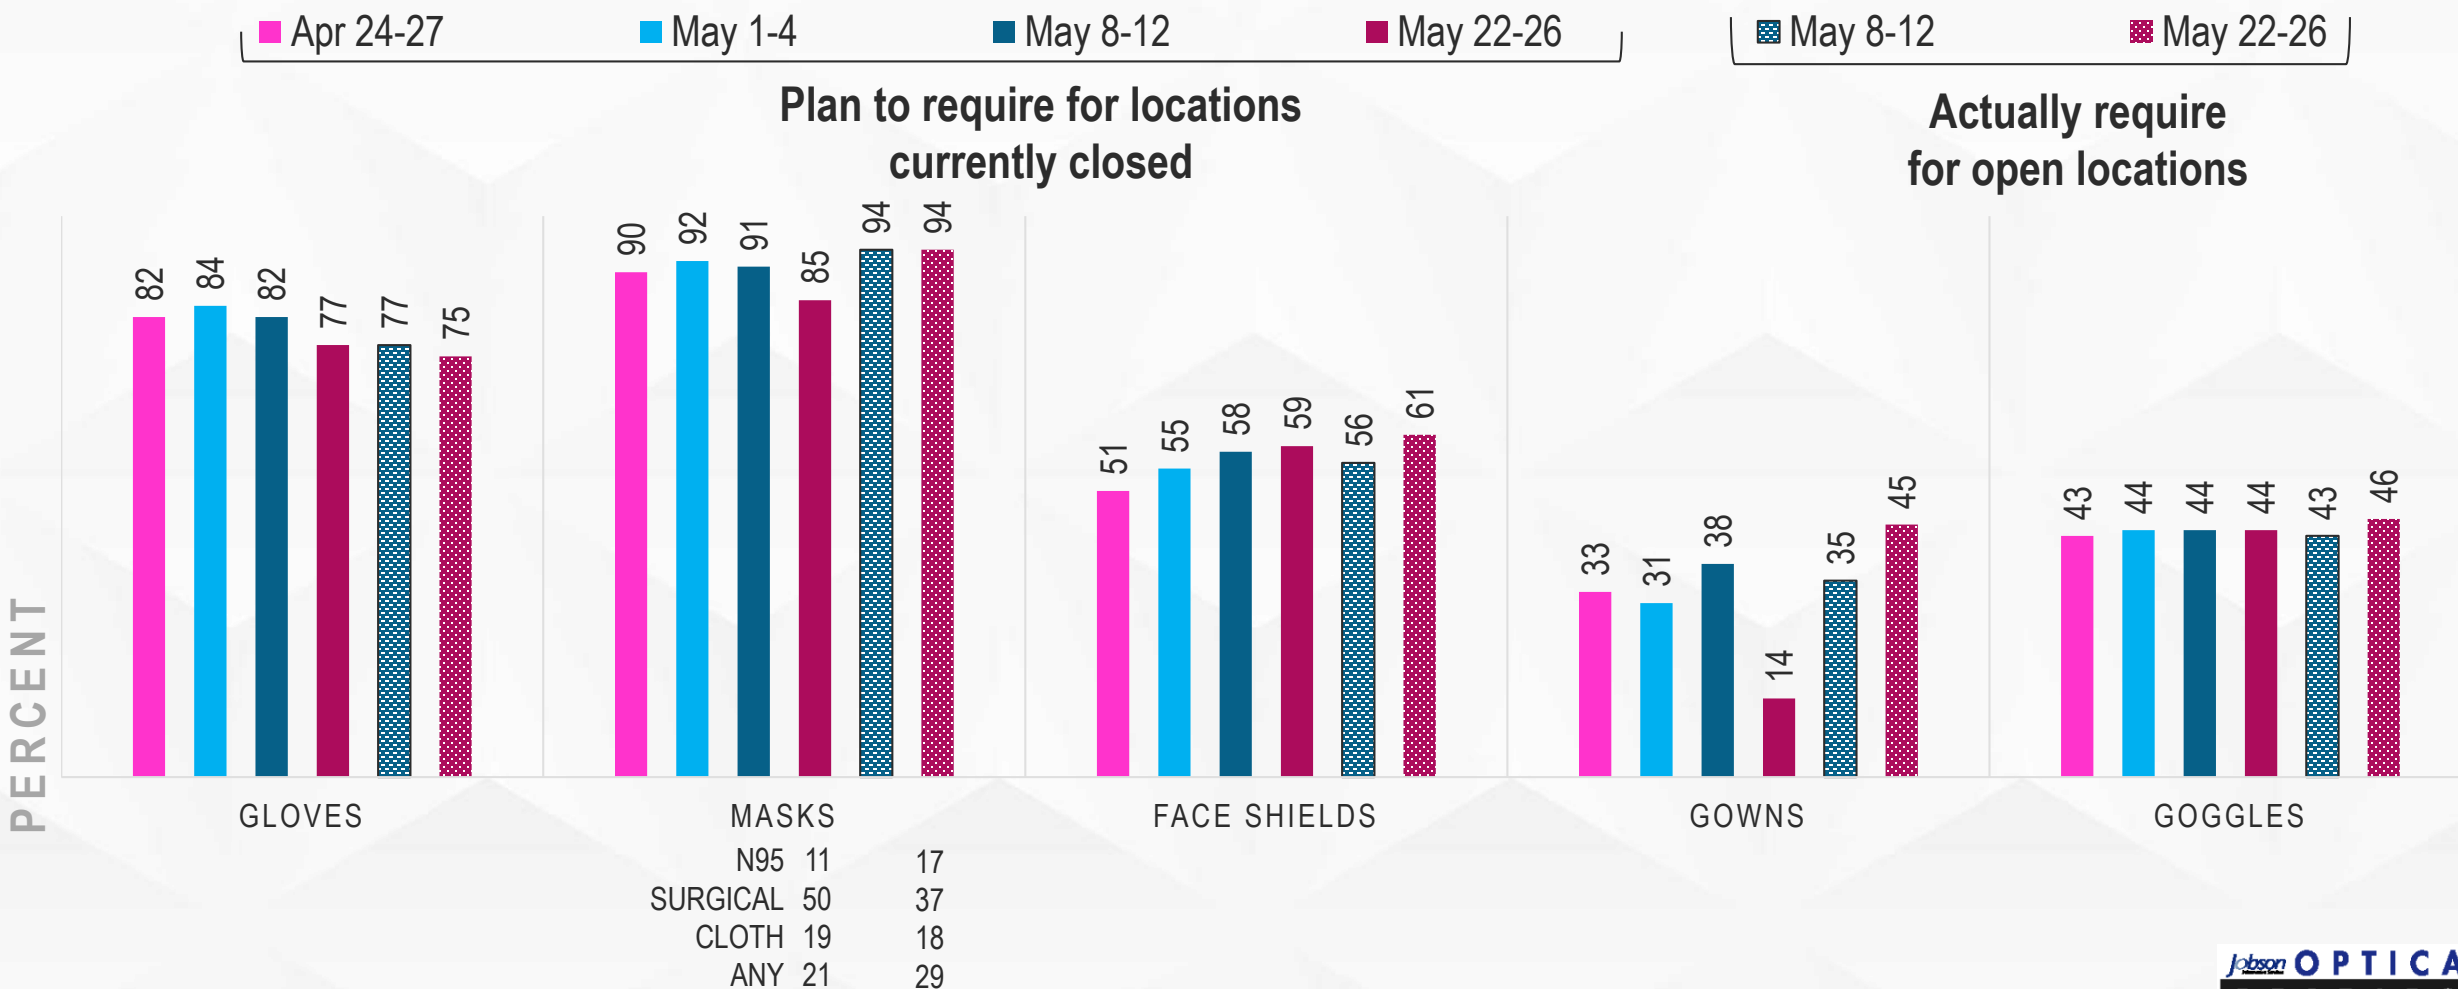 Apr 24-27 May 1-4 May 8-12 May 22-26 May 8-12 May 22-26
Plan to require for locations
currently closed
Actually require
for open locations
82 84 82 77 77 75
90 92 91 85 94 94
51 55 58 59 56 61
33 31 38 14 35 45
43 44 44 44 43 46
PERCENT
GLOVES MASKS FACE SHIELDS GOWNS GOGGLES
N95 11 17
SURGICAL 50 37
CLOTH 19 18
ANY 21 29
Jobson OPTICA